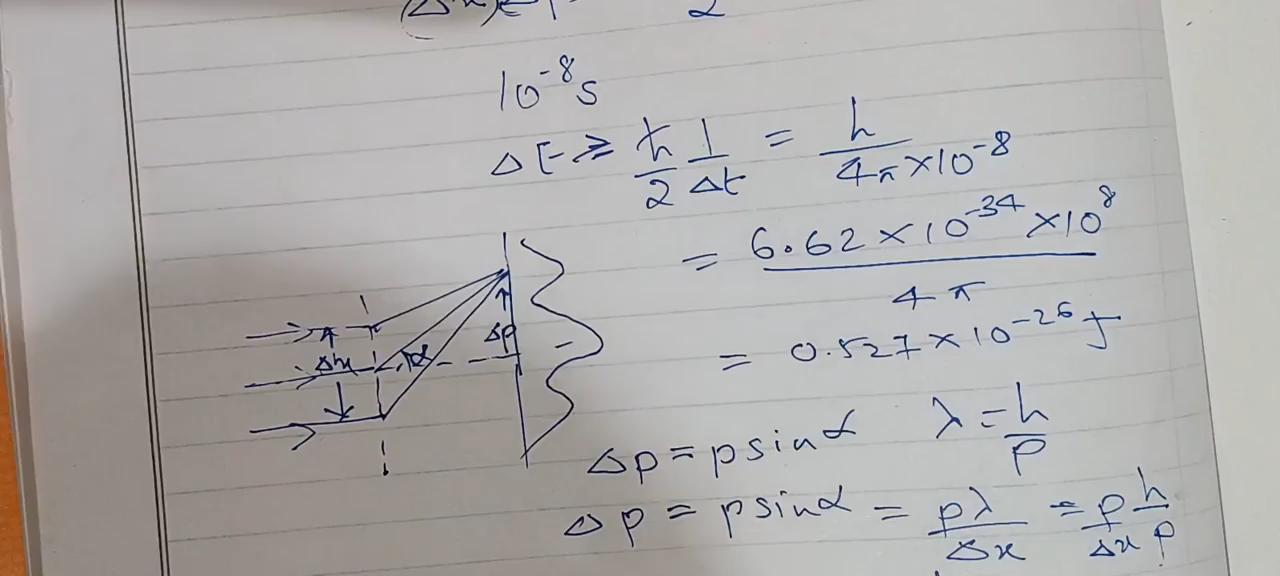 10⁻⁸ s
ΔE ≥ ħ/2 1/Δt = h/(4π×10⁻⁸)
= (6.62 × 10⁻³⁴ × 10⁸)/(4π)
= 0.527 × 10⁻²⁶ J
Δx
α
Δp
Δp = p sin α λ = h/p
Δp = p sin α = pλ/Δx = p/Δx h/p